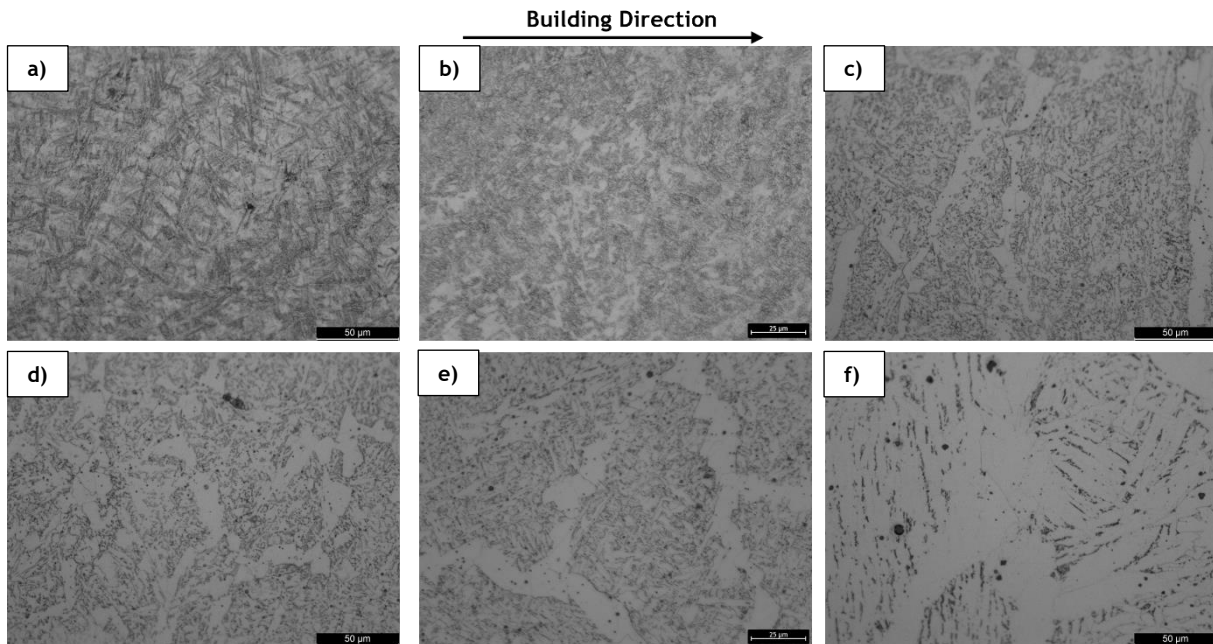 Building Direction
a)
b)
c)
50 µm
25 µm
50 µm
d)
e)
f)
50 µm
25 µm
50 µm